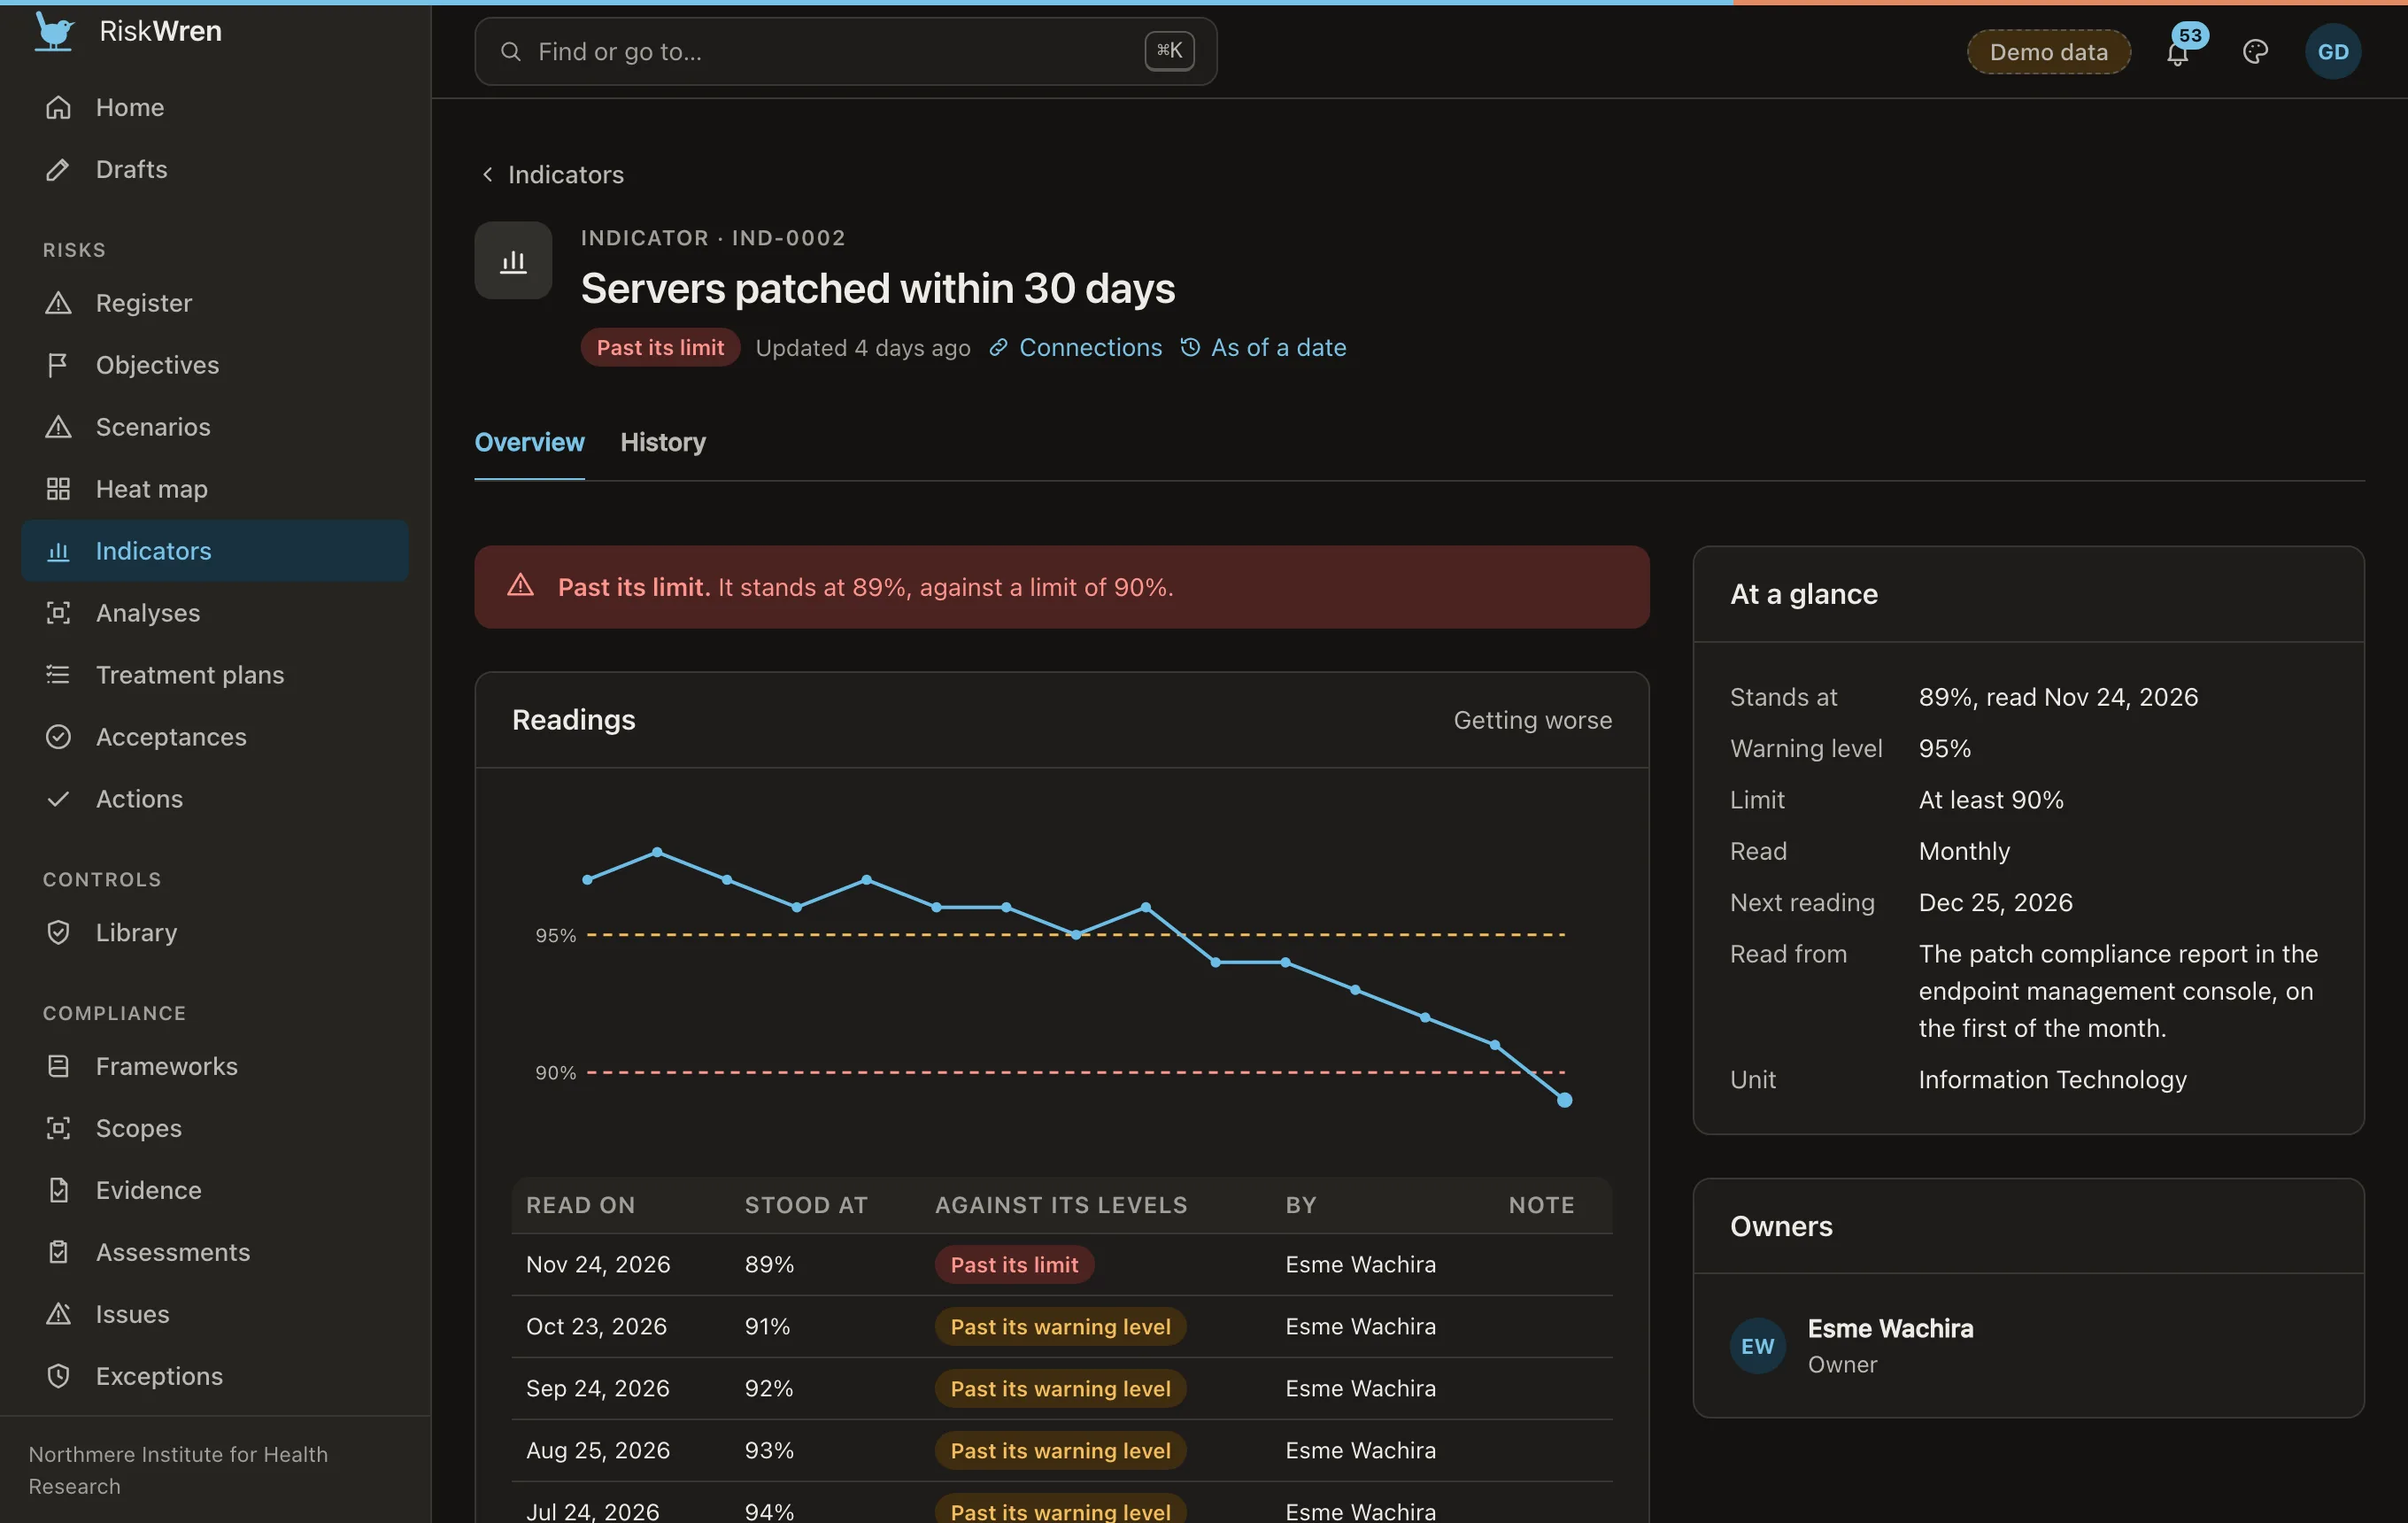 RiskWren
Find or go to...
⌘K
Demo data
53
GD
Home
Drafts
RISKS
Register
Objectives
Scenarios
Heat map
Indicators
Analyses
Treatment plans
Acceptances
Actions
CONTROLS
Library
COMPLIANCE
Frameworks
Scopes
Evidence
Assessments
Issues
Exceptions
Northmere Institute for Health
Research
Indicators
INDICATOR · IND-0002
Servers patched within 30 days
Past its limit Updated 4 days ago Connections As of a date
Overview History
Past its limit. It stands at 89%, against a limit of 90%.
Readings Getting worse
95%
90%
READ ON STOOD AT AGAINST ITS LEVELS BY NOTE
Nov 24, 2026 89% Past its limit Esme Wachira
Oct 23, 2026 91% Past its warning level Esme Wachira
Sep 24, 2026 92% Past its warning level Esme Wachira
Aug 25, 2026 93% Past its warning level Esme Wachira
Jul 24, 2026 94% Past its warning level Esme Wachira
At a glance
Stands at 89%, read Nov 24, 2026
Warning level 95%
Limit At least 90%
Read Monthly
Next reading Dec 25, 2026
Read from The patch compliance report in the
endpoint management console, on
the first of the month.
Unit Information Technology
Owners
EW
Esme Wachira
Owner